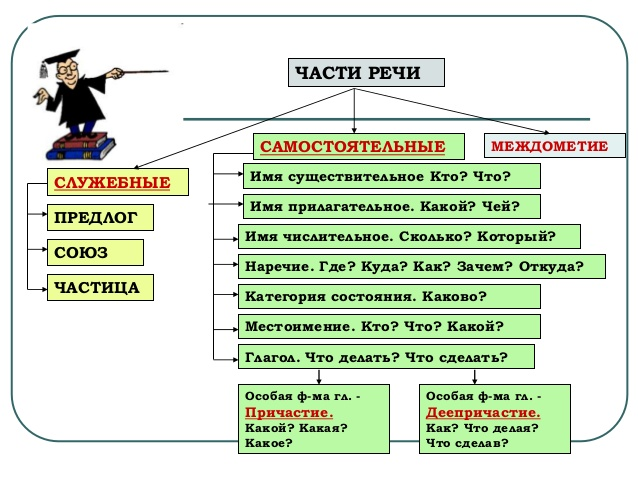 ЧАСТИ РЕЧИ
СЛУЖЕБНЫЕ
ПРЕДЛОГ
СОЮЗ
ЧАСТИЦА
САМОСТОЯТЕЛЬНЫЕ
Имя существительное Кто? Что?
Имя прилагательное. Какой? Чей?
Имя числительное. Сколько? Который?
Наречие. Где? Куда? Как? Зачем? Откуда?
Категория состояния. Каково?
Местоимение. Кто? Что? Какой?
Глагол. Что делать? Что сделать?
Особая ф-ма гл. -
Причастие.
Какой? Какая?
Какое?
Особая ф-ма гл. -
Деепричастие.
Как? Что делая?
Что сделав?
МЕЖДОМЕТИЕ